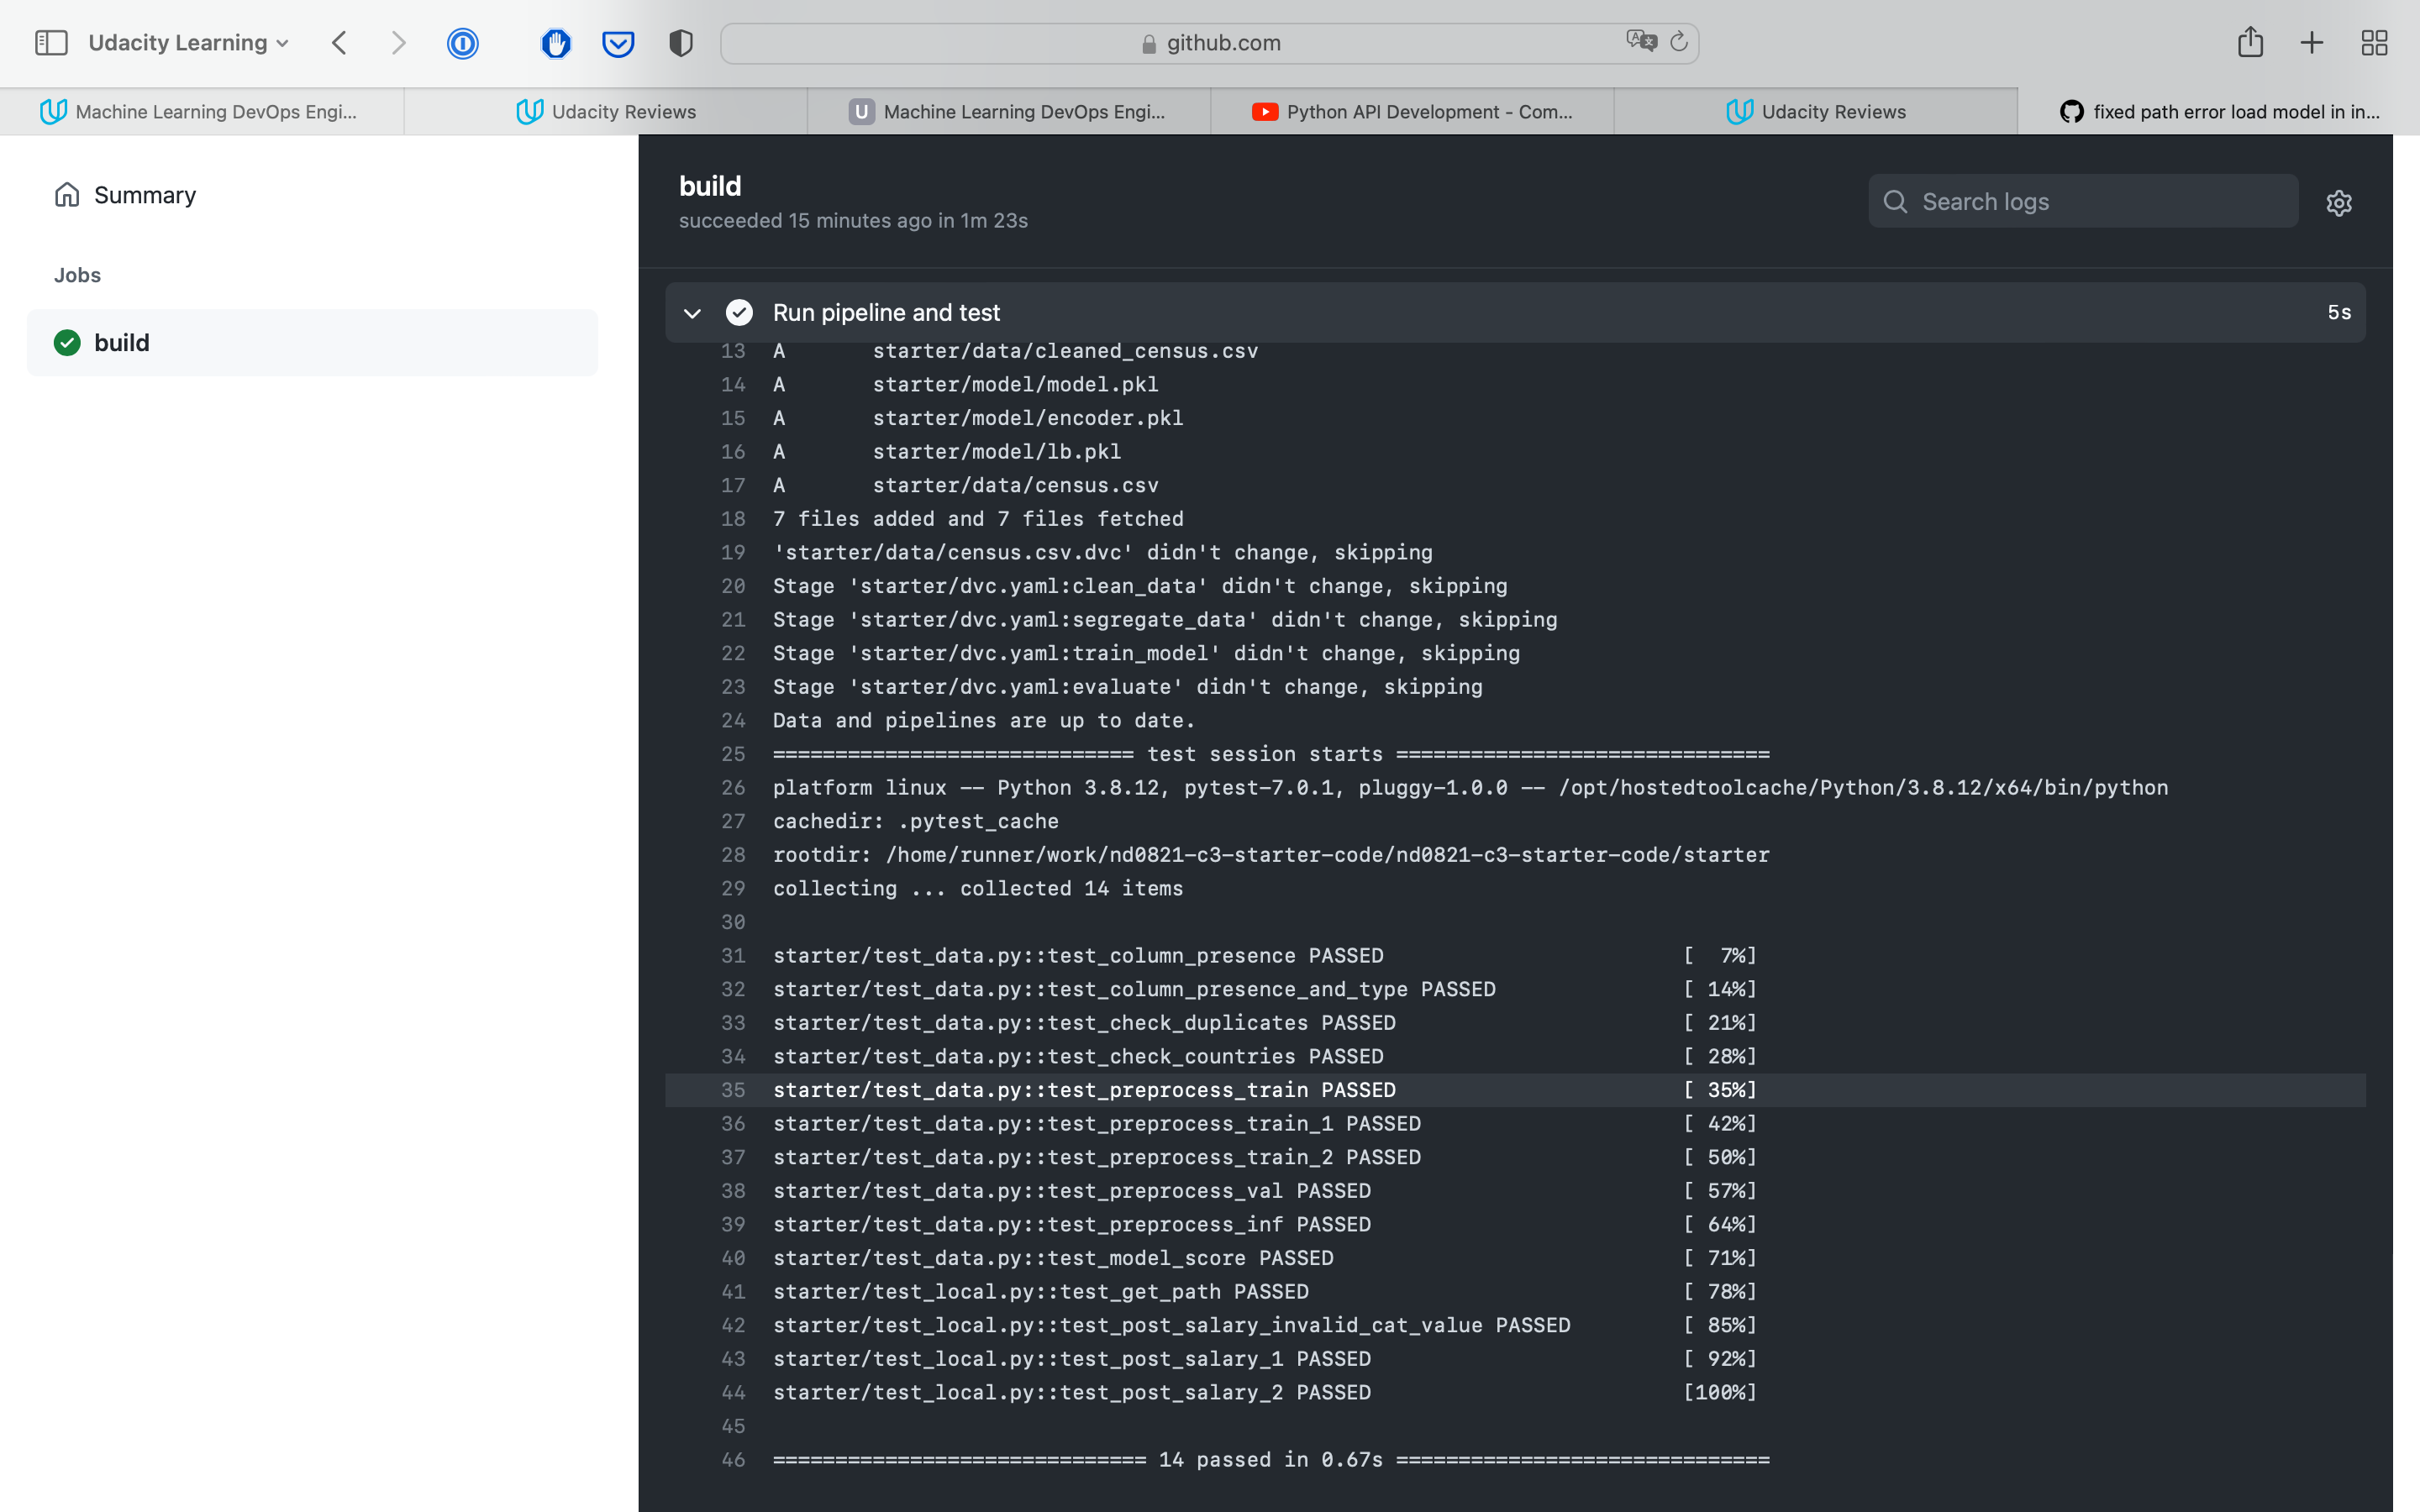 Udacity Learning
github.com
Machine Learning DevOps Engi...
Udacity Reviews
U Machine Learning DevOps Engi...
Python API Development - Com...
Udacity Reviews
fixed path error load model in in...
Summary
Jobs
build
build
succeeded 15 minutes ago in 1m 23s
Search logs
Run pipeline and test 5s
13 A starter/data/cleaned_census.csv
14 A starter/model/model.pkl
15 A starter/model/encoder.pkl
16 A starter/model/lb.pkl
17 A starter/data/census.csv
18 7 files added and 7 files fetched
19 'starter/data/census.csv.dvc' didn't change, skipping
20 Stage 'starter/dvc.yaml:clean_data' didn't change, skipping
21 Stage 'starter/dvc.yaml:segregate_data' didn't change, skipping
22 Stage 'starter/dvc.yaml:train_model' didn't change, skipping
23 Stage 'starter/dvc.yaml:evaluate' didn't change, skipping
24 Data and pipelines are up to date.
25 ============================= test session starts ==============================
26 platform linux -- Python 3.8.12, pytest-7.0.1, pluggy-1.0.0 -- /opt/hostedtoolcache/Python/3.8.12/x64/bin/python
27 cachedir: .pytest_cache
28 rootdir: /home/runner/work/nd0821-c3-starter-code/nd0821-c3-starter-code/starter
29 collecting ... collected 14 items
30
31 starter/test_data.py::test_column_presence PASSED [  7%]
32 starter/test_data.py::test_column_presence_and_type PASSED [ 14%]
33 starter/test_data.py::test_check_duplicates PASSED [ 21%]
34 starter/test_data.py::test_check_countries PASSED [ 28%]
35 starter/test_data.py::test_preprocess_train PASSED [ 35%]
36 starter/test_data.py::test_preprocess_train_1 PASSED [ 42%]
37 starter/test_data.py::test_preprocess_train_2 PASSED [ 50%]
38 starter/test_data.py::test_preprocess_val PASSED [ 57%]
39 starter/test_data.py::test_preprocess_inf PASSED [ 64%]
40 starter/test_data.py::test_model_score PASSED [ 71%]
41 starter/test_local.py::test_get_path PASSED [ 78%]
42 starter/test_local.py::test_post_salary_invalid_cat_value PASSED [ 85%]
43 starter/test_local.py::test_post_salary_1 PASSED [ 92%]
44 starter/test_local.py::test_post_salary_2 PASSED [100%]
45
46 ============================== 14 passed in 0.67s ==============================